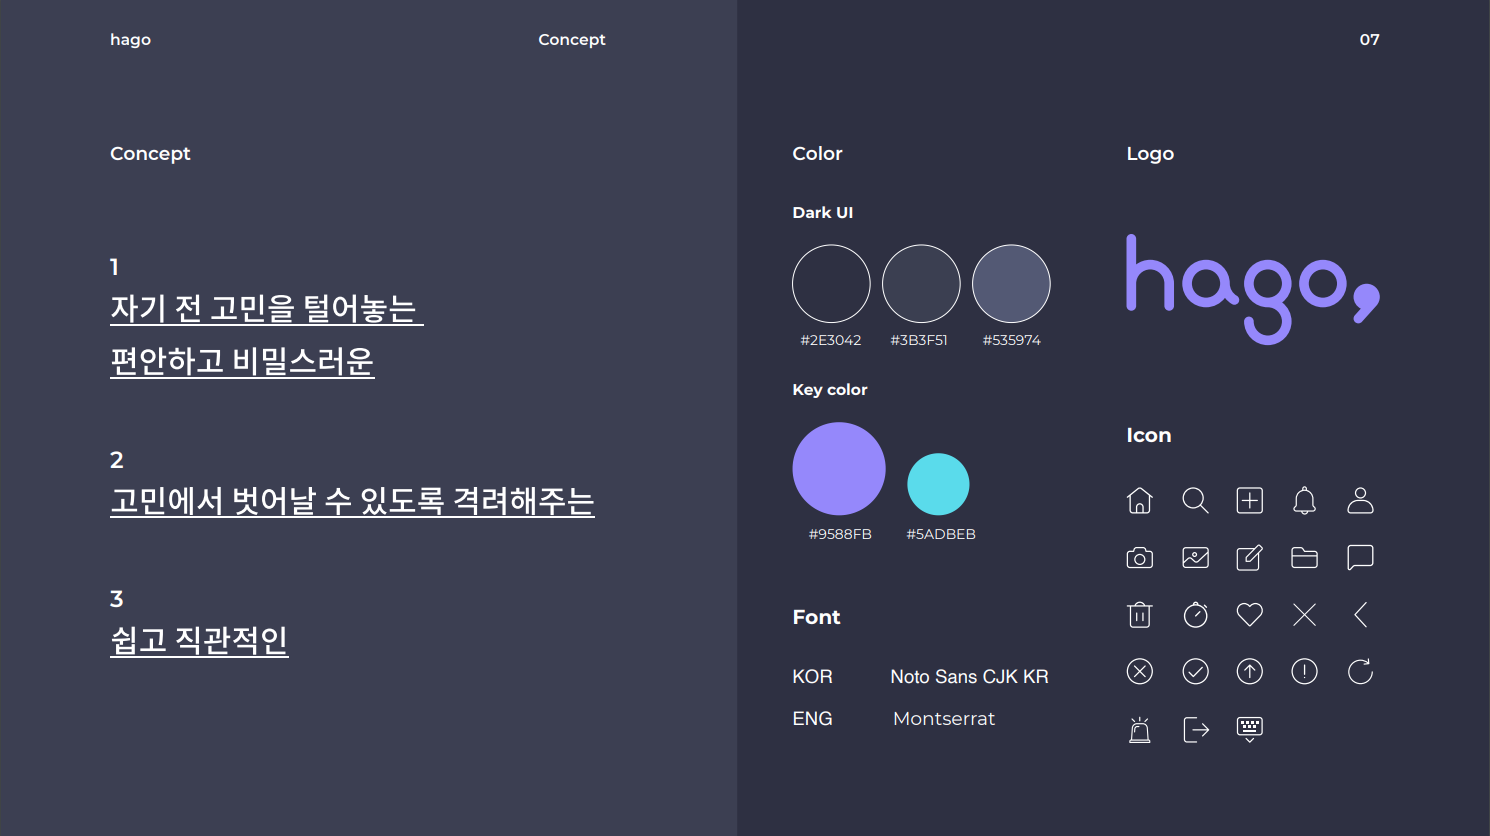 hago
Concept
07
Concept
1
자기 전 고민을 털어놓는
편안하고 비밀스러운
2
고민에서 벗어날 수 있도록 격려해주는
3
쉽고 직관적인
Color
Dark UI
#2E3042
#3B3F51
#535974
Key color
#9588FB
#5ADBEB
Font
KOR
Noto Sans CJK KR
ENG
Montserrat
Logo
hago,
Icon